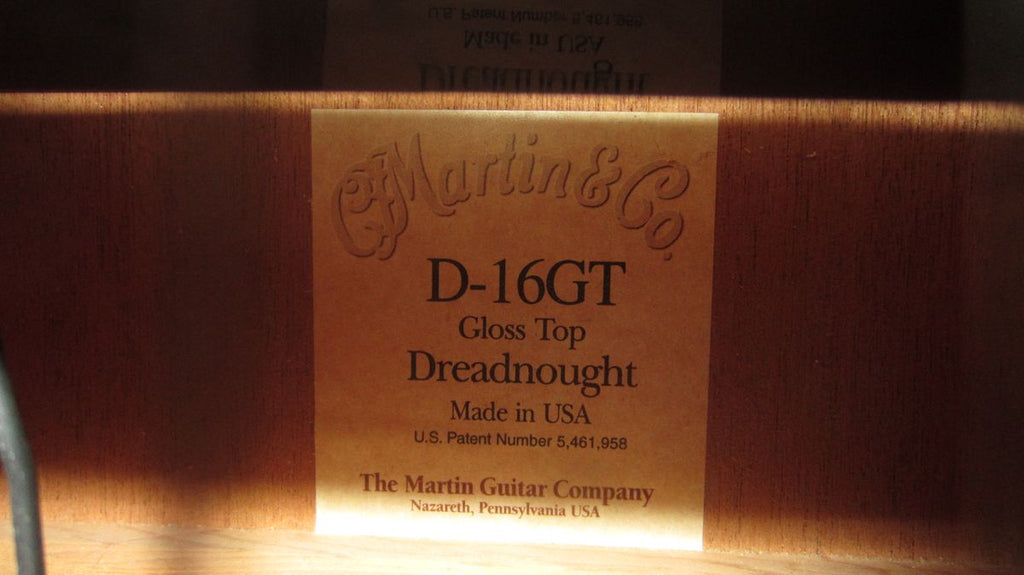 CFMartin & Co.
D-16GT
Gloss Top
Dreadnought
Made in USA
U.S. Patent Number 5,461,958
The Martin Guitar Company
Nazareth, Pennsylvania USA